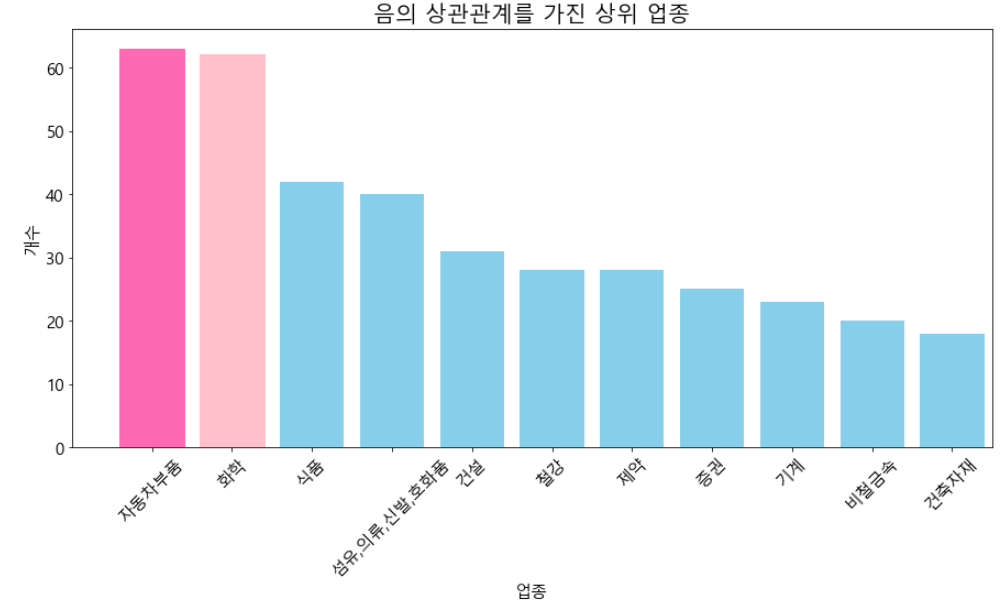 음의 상관관계를 가진 상위 업종
개수
60
50
40
30
20
10
0
자동차부품
화학
식품
섬유,의류,신발,호화품
건설
철강
제약
증권
기계
비철금속
건축자재
업종